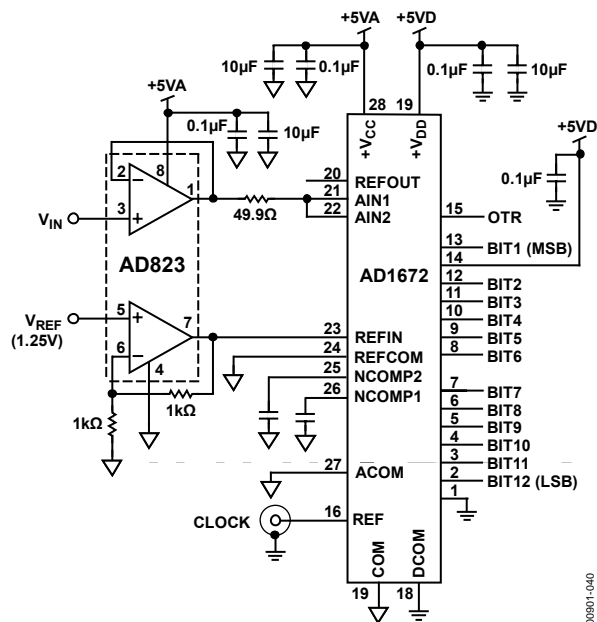 +5VA
+5VD
10µF
0.1µF
0.1µF
10µF
+5VA
28
19
+VCC
+VDD
+5VD
0.1µF
10µF
0.1µF
8
2
–
1
VIN
3
+
49.9Ω
20
REFOUT
21
AIN1
22
AIN2
15
OTR
13
BIT1 (MSB)
14
AD823
AD1672
12
BIT2
11
BIT3
10
BIT4
9
BIT5
8
BIT6
VREF
(1.25V)
5
+
7
6
–
4
23
REFIN
24
REFCOM
25
NCOMP2
26
NCOMP1
7
BIT7
6
BIT8
5
BIT9
4
BIT10
3
BIT11
2
BIT12 (LSB)
1
1kΩ
1kΩ
27
ACOM
CLOCK
16
REF
COM
DCOM
19
18
00901-040